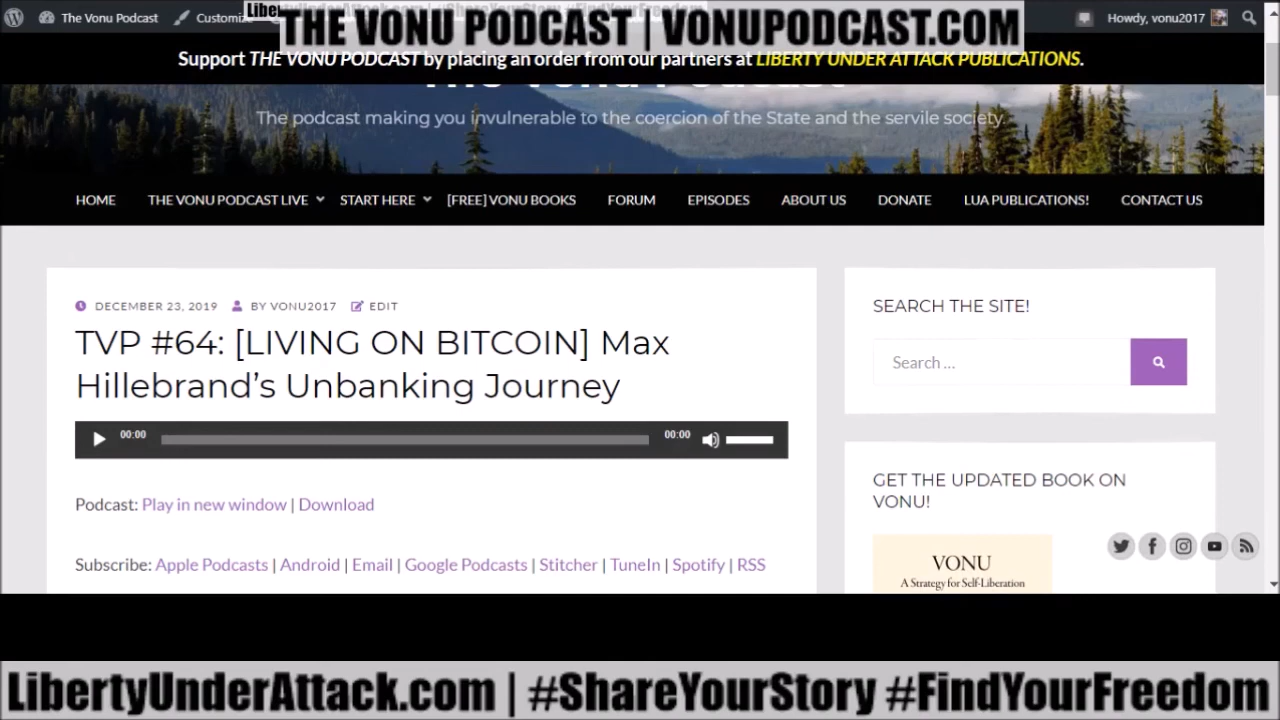 The Vonu Podcast
Customize
Howdy, vonu2017
THE VONU PODCAST | VONUPODCAST.COM
Support THE VONU PODCAST by placing an order from our partners at LIBERTY UNDER ATTACK PUBLICATIONS.
The Vonu Podcast
The podcast making you invulnerable to the coercion of the State and the servile society.
HOME THE VONU PODCAST LIVE START HERE [FREE] VONU BOOKS FORUM EPISODES ABOUT US DONATE LUA PUBLICATIONS! CONTACT US
DECEMBER 23, 2019 BY VONU2017 EDIT
TVP #64: [LIVING ON BITCOIN] Max
Hillebrand’s Unbanking Journey
00:00 00:00
Podcast: Play in new window | Download
Subscribe: Apple Podcasts | Android | Email | Google Podcasts | Stitcher | TuneIn | Spotify | RSS
SEARCH THE SITE!
Search …
GET THE UPDATED BOOK ON
VONU!
VONU
A Strategy for Self-Liberation
LibertyUnderAttack.com | #ShareYourStory #FindYourFreedom